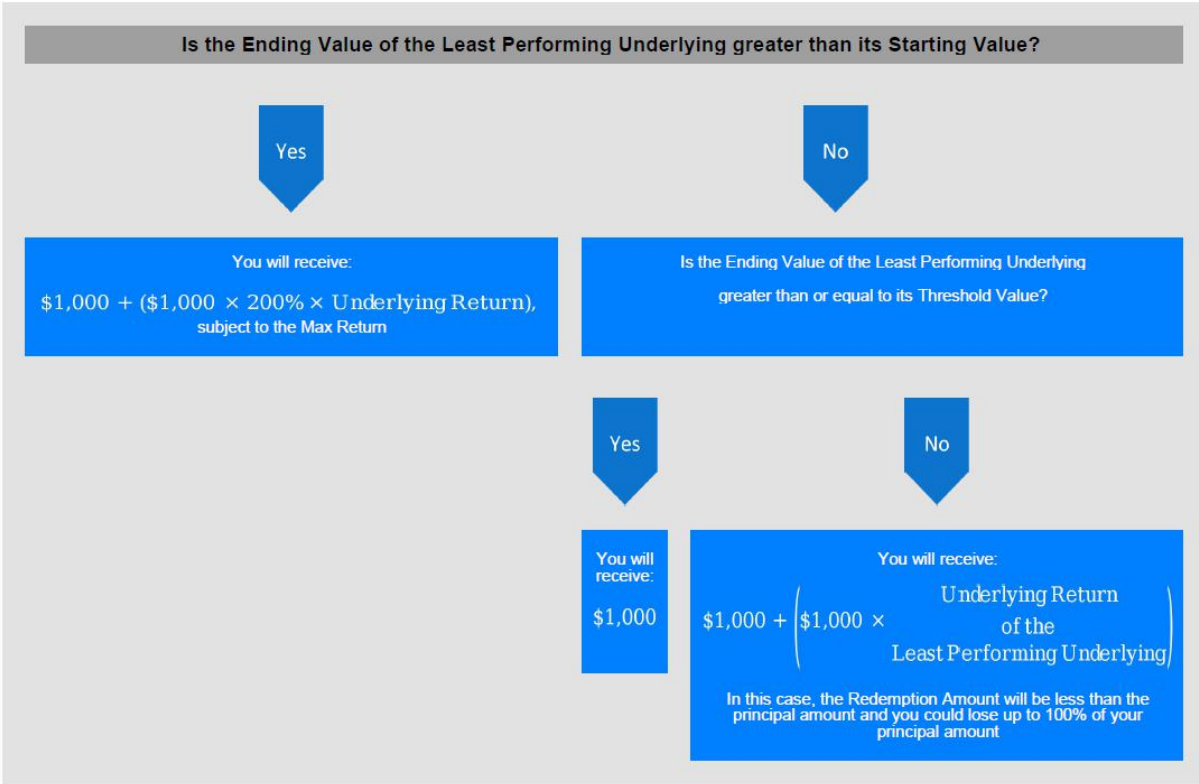 Is the Ending Value of the Least Performing Underlying greater than its Starting Value?
Yes
No
You will receive:
$1,000 + ($1,000 × 200% × Underlying Return),
subject to the Max Return
Is the Ending Value of the Least Performing Underlying
greater than or equal to its Threshold Value?
Yes
No
You will
receive:
$1,000
You will receive:
$1,000 + ($1,000 × Underlying Return
of the
Least Performing Underlying)
In this case, the Redemption Amount will be less than the
principal amount and you could lose up to 100% of your
principal amount